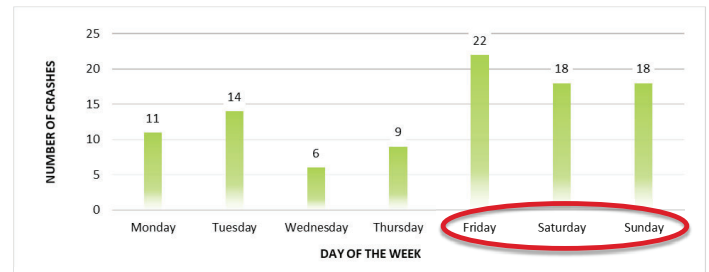 NUMBER OF CRASHES
25
20
15
10
5
0
11
14
6
9
22
18
18
Monday
Tuesday
Wednesday
Thursday
Friday
Saturday
Sunday
DAY OF THE WEEK